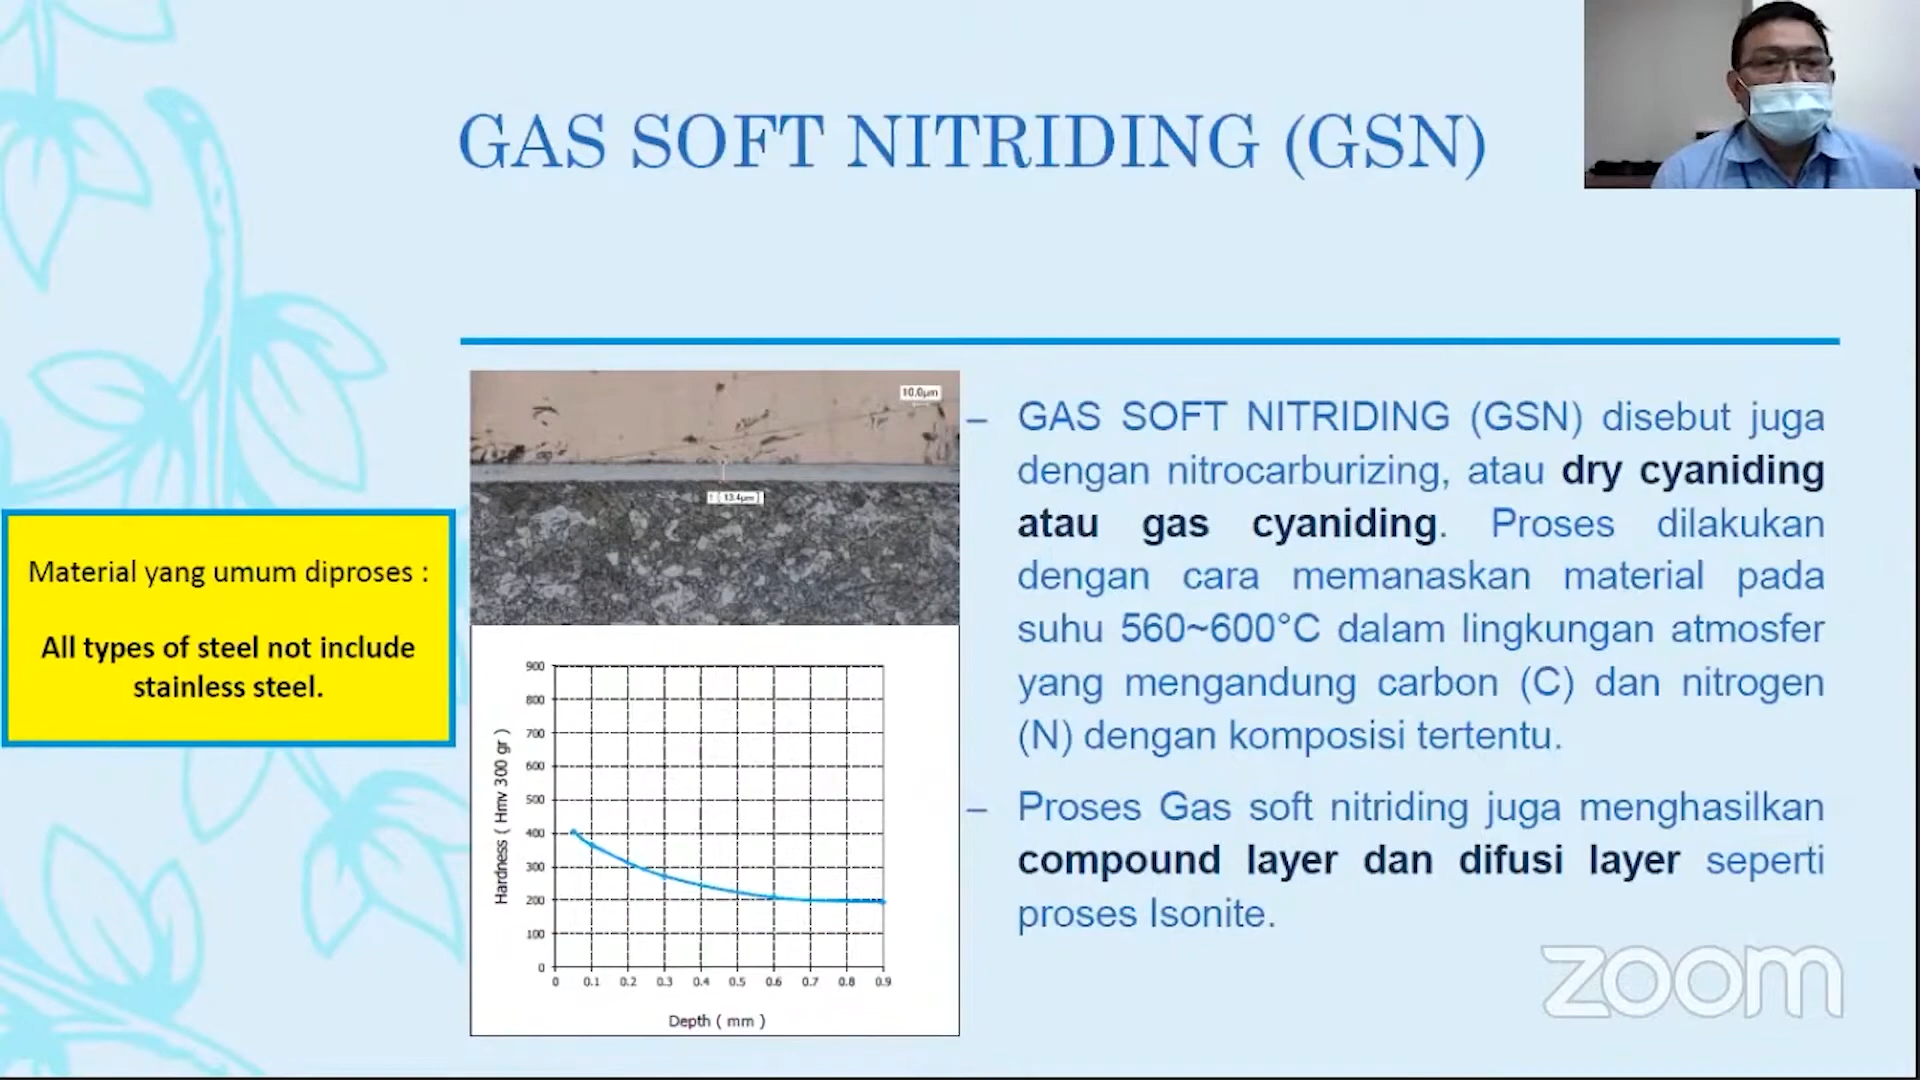 GAS SOFT NITRIDING (GSN)
Material yang umum diproses :
All types of steel not include
stainless steel.
10.0µm
1 [ 13.4µm ]
900
800
700
600
500
400
300
200
100
0
0 0.1 0.2 0.3 0.4 0.5 0.6 0.7 0.8 0.9
Hardness ( Hmv 300 gr )
Depth ( mm )
– GAS SOFT NITRIDING (GSN) disebut juga
dengan nitrocarburizing, atau dry cyaniding
atau gas cyaniding. Proses dilakukan
dengan cara memanaskan material pada
suhu 560~600°C dalam lingkungan atmosfer
yang mengandung carbon (C) dan nitrogen
(N) dengan komposisi tertentu.
– Proses Gas soft nitriding juga menghasilkan
compound layer dan difusi layer seperti
proses Isonite.
zoom